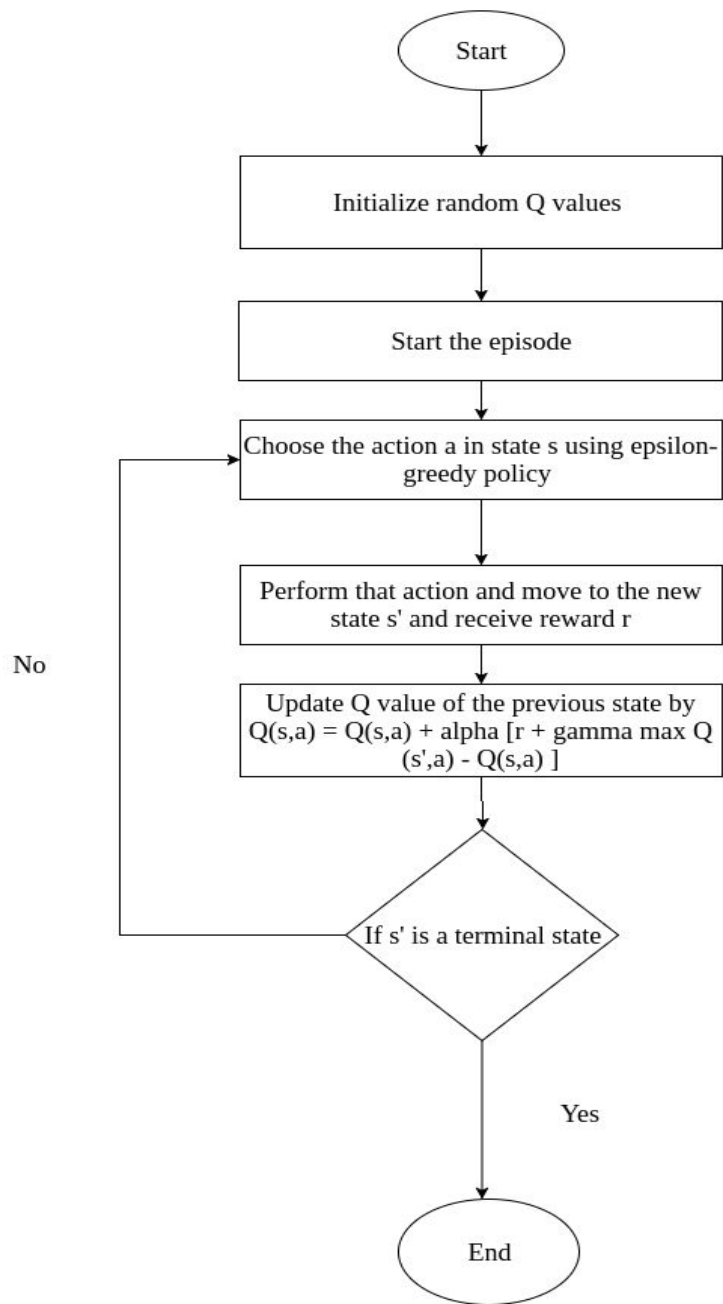 Start
Initialize random Q values
Start the episode
Choose the action a in state s using epsilon-
greedy policy
Perform that action and move to the new
state s' and receive reward r
No
Update Q value of the previous state by
Q(s,a) = Q(s,a) + alpha [r + gamma max Q
(s',a) - Q(s,a) ]
If s' is a terminal state
Yes
End